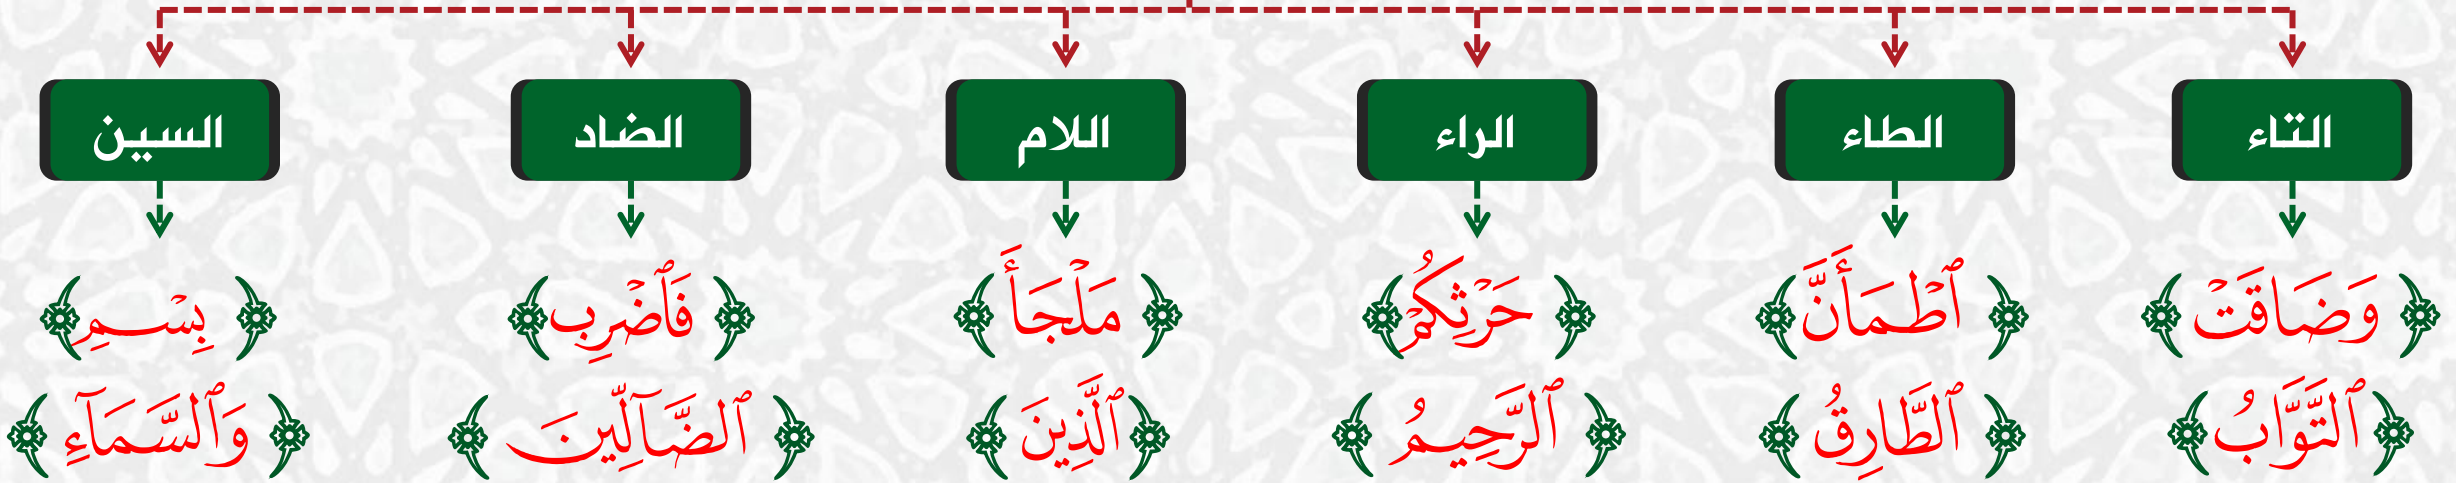 التاء
الطاء
الراء
اللام
الضاد
السين
﴿وَضَاقَتۡ﴾
﴿ٱطۡمَأَنَّ﴾
﴿حَرۡثِكُمۡ﴾
﴿مَلۡجَأَ﴾
﴿فَٱضۡرِب﴾
﴿بِسۡمِ﴾
﴿ٱلتَّوَّابُ﴾
﴿ٱلطَّارِقُ﴾
﴿ٱلرَّحِيمُ﴾
﴿ٱلَّذِينَ﴾
﴿ٱلضَّآلِّينَ﴾
﴿وَٱلسَّمَآءِ﴾